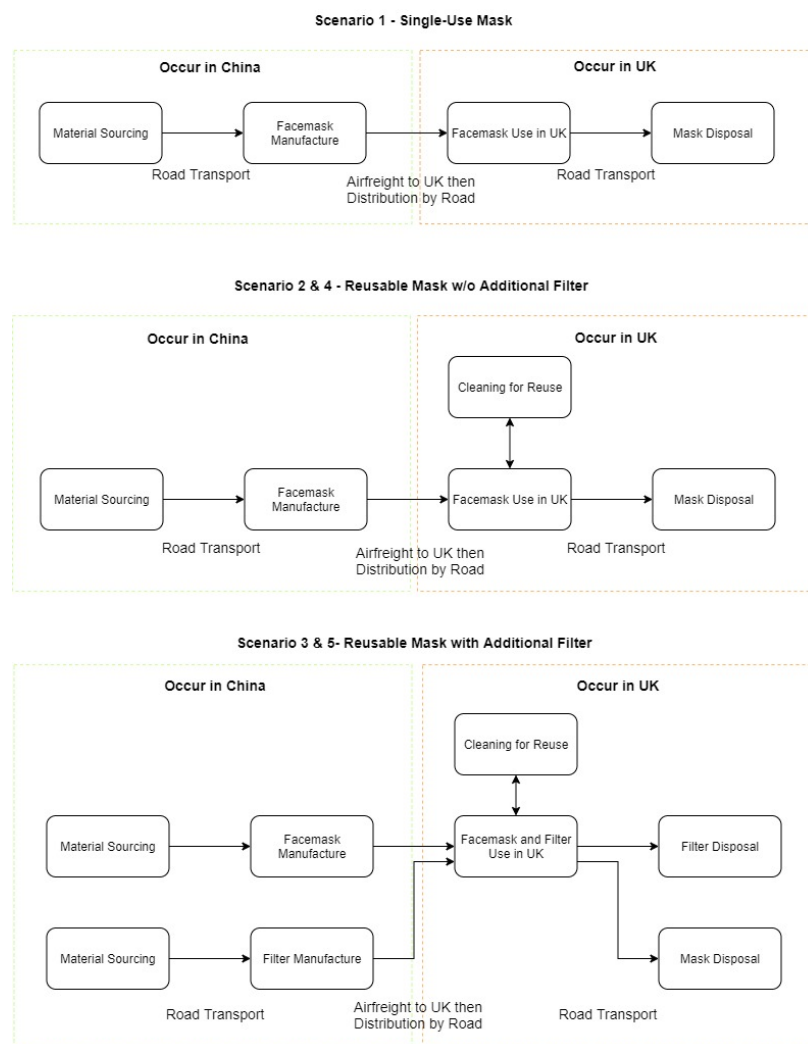 Scenario 1 - Single-Use Mask
Occur in China
Occur in UK
Material Sourcing
Facemask
Manufacture
Facemask Use in UK
Mask Disposal
Road Transport
Airfreight to UK then
Distribution by Road
Road Transport
Scenario 2 & 4 - Reusable Mask w/o Additional Filter
Occur in China
Occur in UK
Cleaning for Reuse
Material Sourcing
Facemask
Manufacture
Facemask Use in UK
Mask Disposal
Road Transport
Airfreight to UK then
Distribution by Road
Road Transport
Scenario 3 & 5- Reusable Mask with Additional Filter
Occur in China
Occur in UK
Cleaning for Reuse
Material Sourcing
Facemask
Manufacture
Facemask and Filter
Use in UK
Filter Disposal
Material Sourcing
Filter Manufacture
Mask Disposal
Road Transport
Airfreight to UK then
Distribution by Road
Road Transport